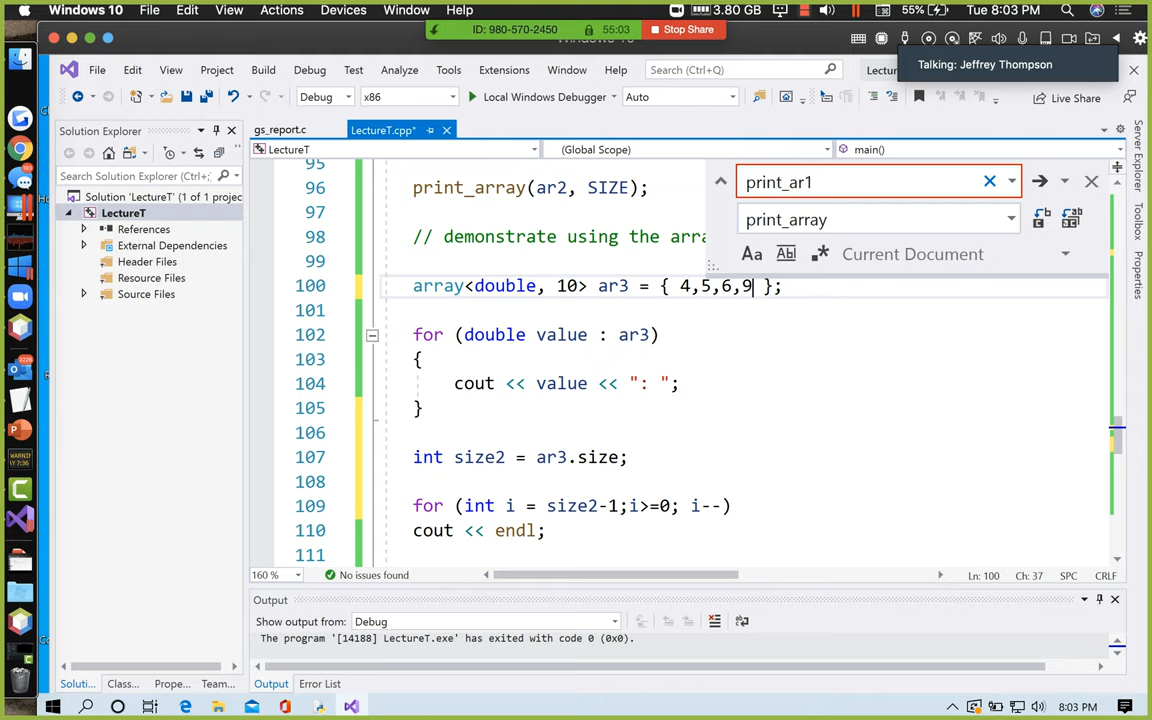 Windows 10 File Edit View Actions Devices Window Help 3.80 GB 55% Tue 8:03 PM
ID: 980-570-2450 55:03 Stop Share
Talking: Jeffrey Thompson
File Edit View Project Build Debug Test Analyze Tools Extensions Window Help Search (Ctrl+Q) Lectur
Debug x86 Local Windows Debugger Auto Live Share
Solution Explorer
Search Solution Explorer (Ctrl+;
Solution 'LectureT' (1 of 1 projec
LectureT
References
External Dependencies
Header Files
Resource Files
Source Files
gs_report.c LectureT.cpp*
LectureT (Global Scope) main()
95
96 print_array(ar2, SIZE);
97
98 // demonstrate using the arra
99
100 array<double, 10> ar3 = { 4,5,6,9 };
101
102 for (double value : ar3)
103 {
104 cout << value << ": ";
105 }
106
107 int size2 = ar3.size;
108
109 for (int i = size2-1;i>=0; i--)
110 cout << endl;
111
print_ar1
print_array
Aa Abl Current Document
160 % No issues found Ln: 100 Ch: 37 SPC CRLF
Output
Show output from: Debug
The program '[14188] LectureT.exe' has exited with code 0 (0x0).
Soluti... Class... Prope... Team... Output Error List
Server Explorer
Toolbox
Diagnostic Tools
8:03 PM